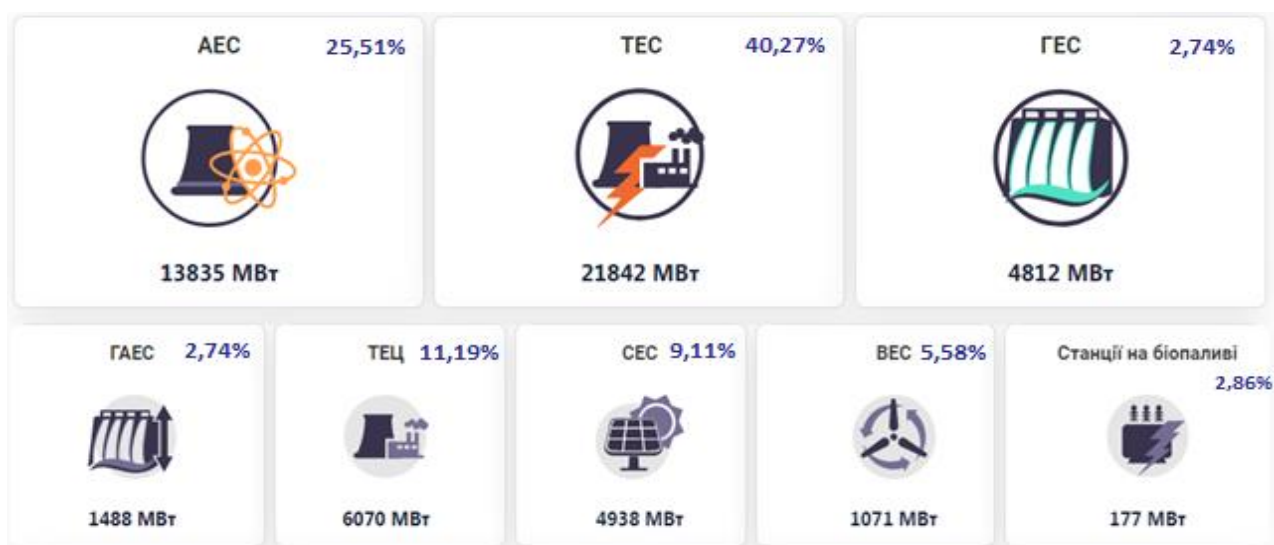 АЕС 25,51%
ТЕС 40,27%
ГЕС 2,74%
13835 МВт
21842 МВт
4812 МВт
ГАЕС 2,74%
ТЕЦ 11,19%
СЕС 9,11%
ВЕС 5,58%
Станції на біопаливі
2,86%
1488 МВт
6070 МВт
4938 МВт
1071 МВт
177 МВт